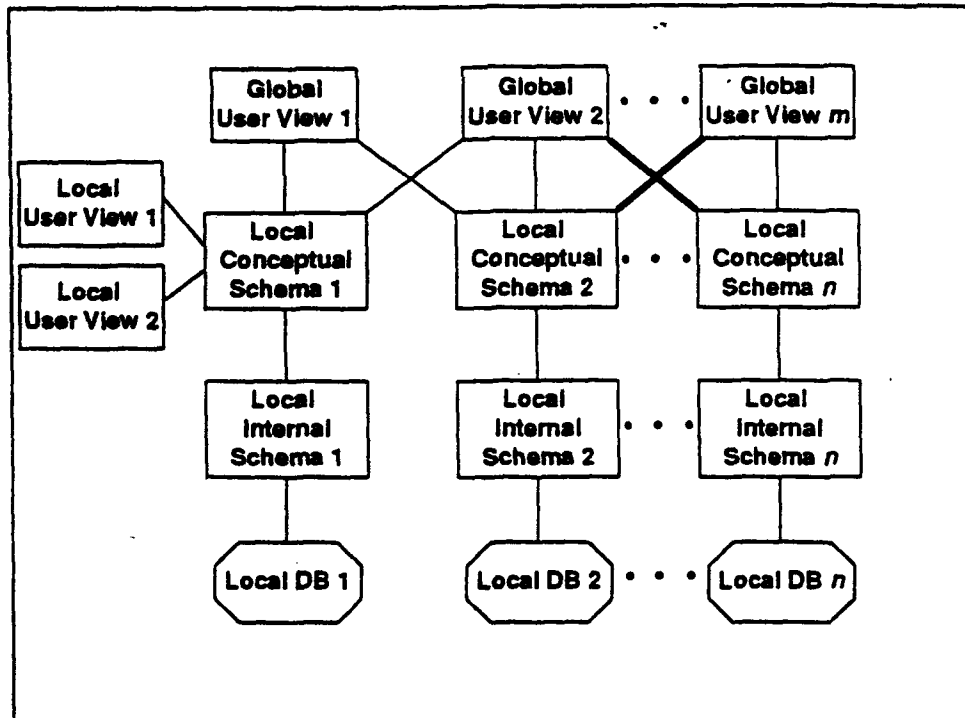 Global
User View 1
Global
User View 2
• • •
Global
User View m
Local
User View 1
Local
User View 2
Local
Conceptual
Schema 1
Local
Conceptual
Schema 2
• • •
Local
Conceptual
Schema n
Local
Internal
Schema 1
Local
Internal
Schema 2
• • •
Local
Internal
Schema n
Local DB 1
Local DB 2
• • •
Local DB n